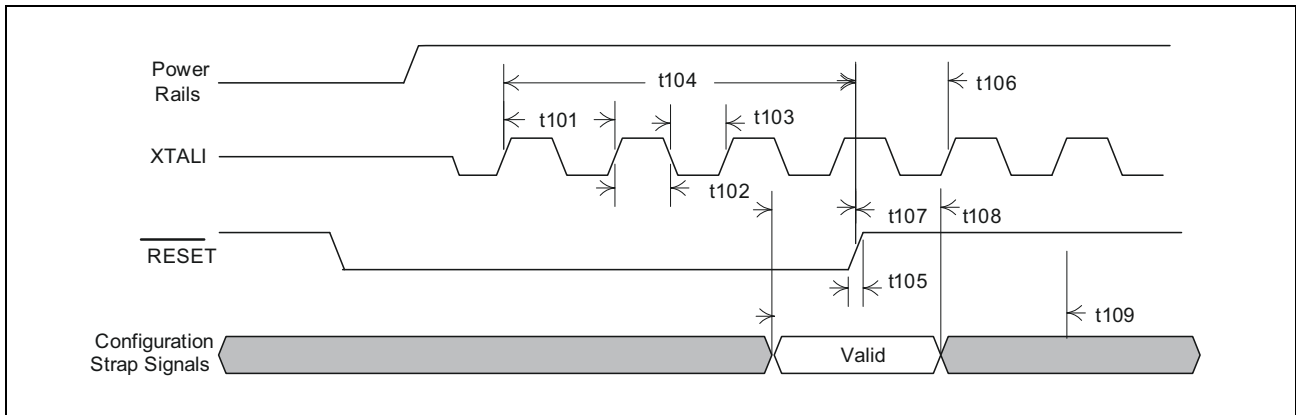 Power
Rails
t104
t106
t101
t103
XTALI
t102
t107
t108
RESET
t105
t109
Configuration
Strap Signals
Valid